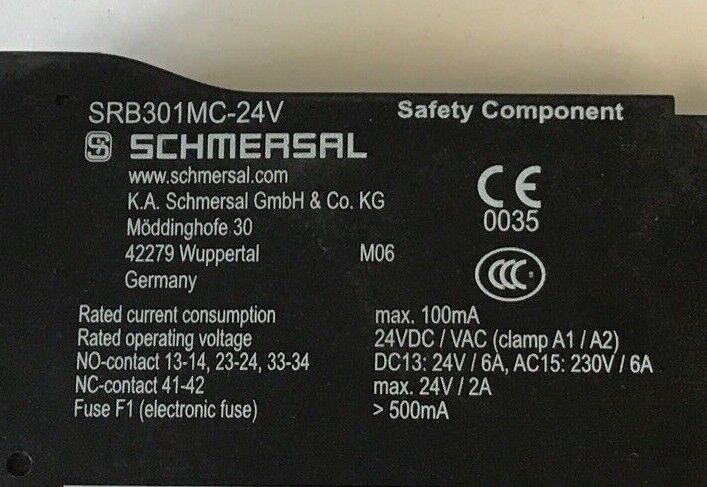 SRB301MC-24V Safety Component
SCHMERSAL
www.schmersal.com
K.A. Schmersal GmbH & Co. KG
Möddinghofe 30
42279 Wuppertal M06
Germany
CE
0035
CCC
Rated current consumption max. 100mA
Rated operating voltage 24VDC / VAC (clamp A1 / A2)
NO-contact 13-14, 23-24, 33-34 DC13: 24V / 6A, AC15: 230V / 6A
NC-contact 41-42 max. 24V / 2A
Fuse F1 (electronic fuse) > 500mA